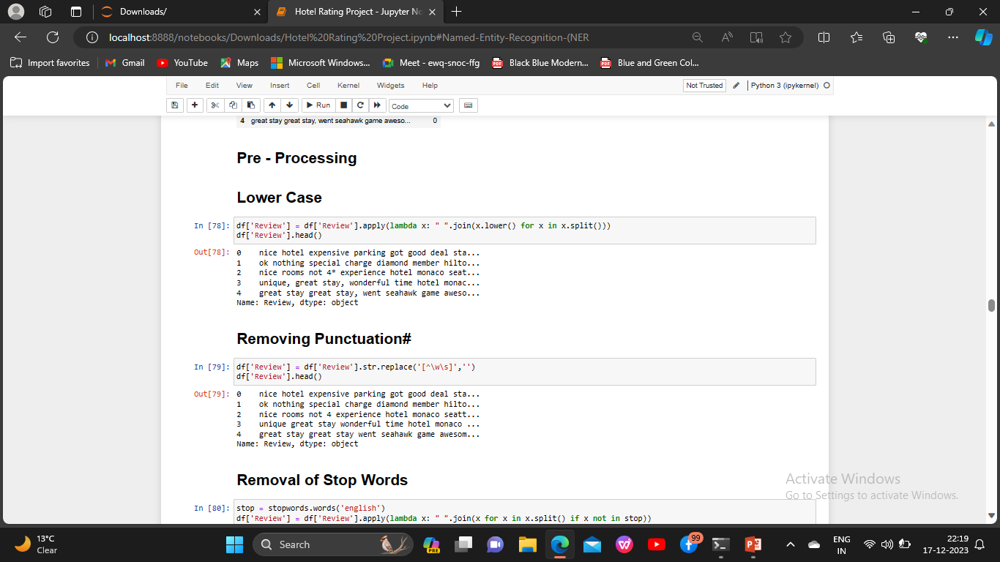 Downloads/
Hotel Rating Project - Jupyter No
localhost:8888/notebooks/Downloads/Hotel%20Rating%20Project.ipynb#Named-Entity-Recognition-(NER
Import favorites
Gmail
YouTube
Maps
Microsoft Windows...
Meet - ewq-snoc-ffg
PDF
Black Blue Modern...
PDF
Blue and Green Col...
File Edit View Insert Cell Kernel Widgets Help
Not Trusted
Python 3 (ipykernel)
Run
Code
4 great stay great stay, went seahawk game aweso... 0
Pre - Processing
Lower Case
In [78]: df['Review'] = df['Review'].apply(lambda x: " ".join(x.lower() for x in x.split()))
df['Review'].head()
Out[78]: 0 nice hotel expensive parking got good deal sta...
1 ok nothing special charge diamond member hilto...
2 nice rooms not 4* experience hotel monaco seat...
3 unique, great stay, wonderful time hotel monac...
4 great stay great stay, went seahawk game aweso...
Name: Review, dtype: object
Removing Punctuation#
In [79]: df['Review'] = df['Review'].str.replace('[^\w\s]','')
df['Review'].head()
Out[79]: 0 nice hotel expensive parking got good deal sta...
1 ok nothing special charge diamond member hilto...
2 nice rooms not 4 experience hotel monaco seatt...
3 unique great stay wonderful time hotel monaco ...
4 great stay great stay went seahawk game awesom...
Name: Review, dtype: object
Removal of Stop Words
In [80]: stop = stopwords.words('english')
df['Review'] = df['Review'].apply(lambda x: " ".join(x for x in x.split() if x not in stop))
Activate Windows
Go to Settings to activate Windows.
13°C
Clear
Search
PRE
99
ENG
IN
22:19
17-12-2023